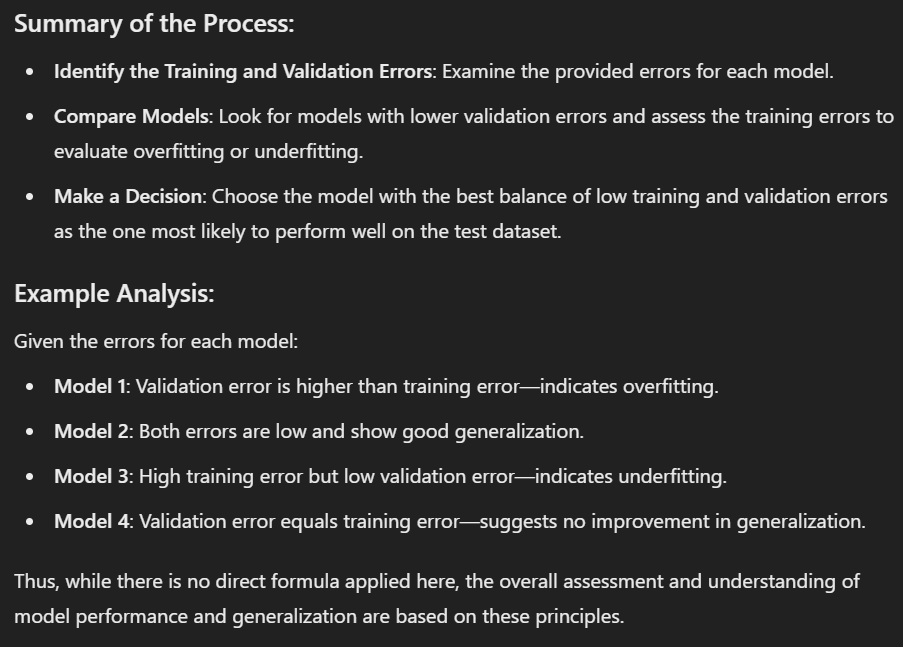 Summary of the Process:
• Identify the Training and Validation Errors: Examine the provided errors for each model.
• Compare Models: Look for models with lower validation errors and assess the training errors to
evaluate overfitting or underfitting.
• Make a Decision: Choose the model with the best balance of low training and validation errors
as the one most likely to perform well on the test dataset.
Example Analysis:
Given the errors for each model:
• Model 1: Validation error is higher than training error—indicates overfitting.
• Model 2: Both errors are low and show good generalization.
• Model 3: High training error but low validation error—indicates underfitting.
• Model 4: Validation error equals training error—suggests no improvement in generalization.
Thus, while there is no direct formula applied here, the overall assessment and understanding of
model performance and generalization are based on these principles.